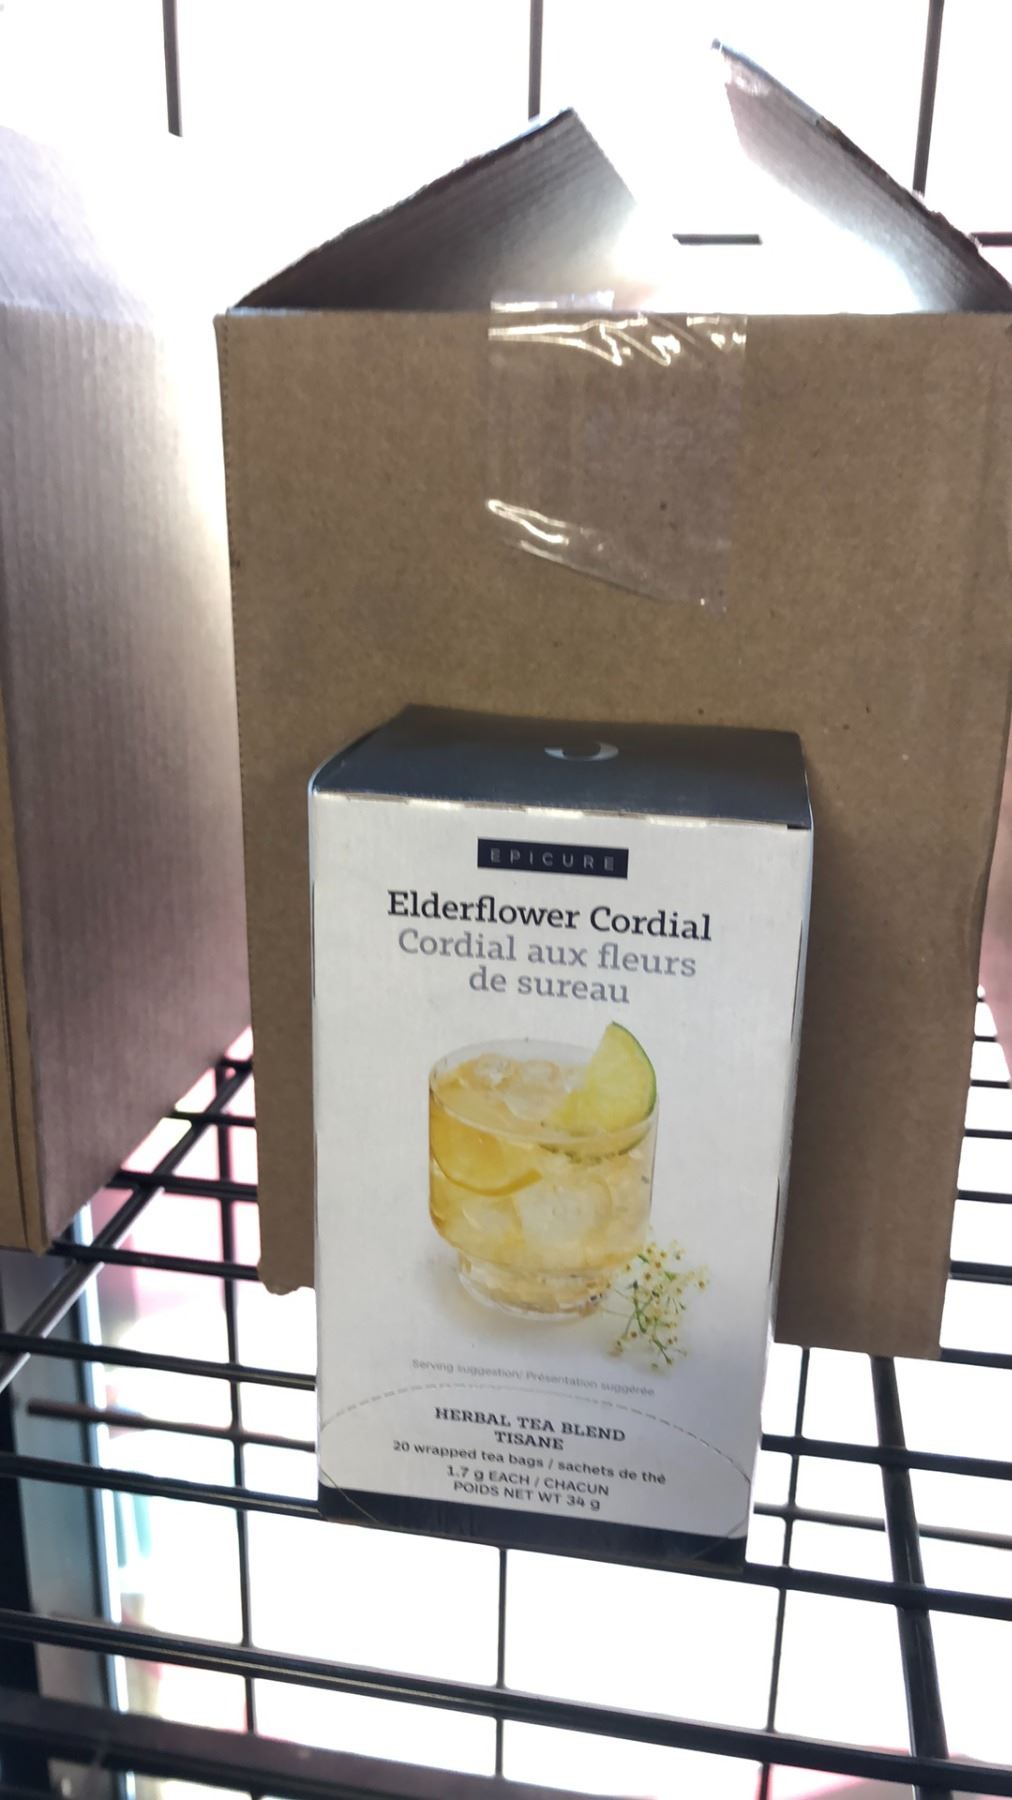 EPICURE
Elderflower Cordial
Cordial aux fleurs
de sureau
Serving suggestion/ Présentation suggérée
HERBAL TEA BLEND
TISANE
20 wrapped tea bags / sachets de thé
1.7 g EACH / CHACUN
POIDS NET WT 34 g